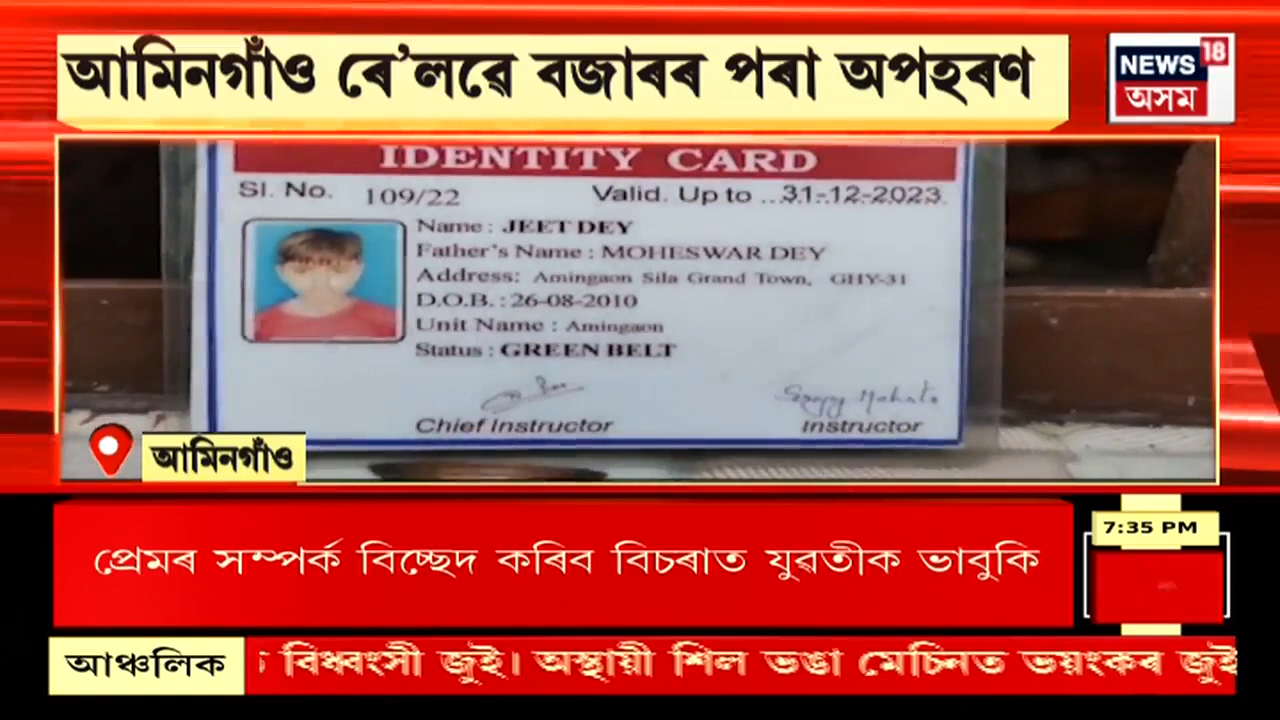 আমিনগাঁও ৰে’লৱে বজাৰৰ পৰা অপহৰণ
NEWS 18
অসম
IDENTITY CARD
Sl. No. 109/22 Valid. Up to ...31-12-2023.
Name : JEET DEY
Father's Name : MOHESWAR DEY
Address: Amingaon Sila Grand Town, GHY-31
D.O.B. : 26-08-2010
Unit Name : Amingaon
Status : GREEN BELT
Chief Instructor
Instructor
আমিনগাঁও
প্ৰেমৰ সম্পৰ্ক বিচ্ছেদ কৰিব বিচৰাত যুৱতীক ভাবুকি
7:35 PM
আঞ্চলিক
বিধ্বংসী জুই। অস্থায়ী শিল ভঙা মেচিনত ভয়ংকৰ জুই